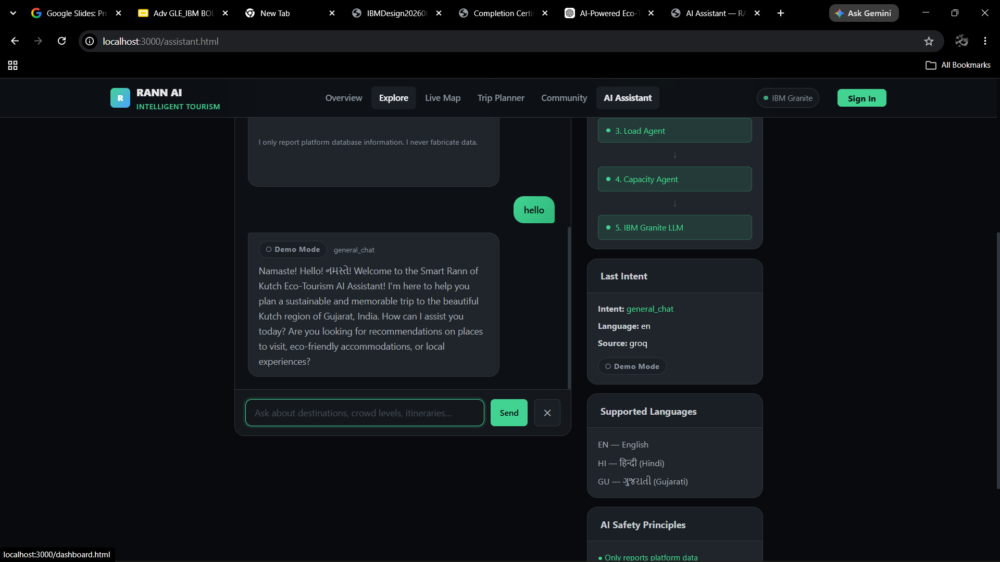 Google Slides: Pre
Adv GLE_IBM BOB
New Tab
IBMDesign20260
Completion Certi
AI-Powered Eco-T
AI Assistant — RA
Ask Gemini
localhost:3000/assistant.html
All Bookmarks
R
RANN AI
INTELLIGENT TOURISM
Overview
Explore
Live Map
Trip Planner
Community
AI Assistant
IBM Granite
Sign In
I only report platform database information. I never fabricate data.
hello
Demo Mode
general_chat
Namaste! Hello! નમસ્તે! Welcome to the Smart Rann of
Kutch Eco-Tourism AI Assistant! I'm here to help you
plan a sustainable and memorable trip to the beautiful
Kutch region of Gujarat, India. How can I assist you
today? Are you looking for recommendations on places
to visit, eco-friendly accommodations, or local
experiences?
Ask about destinations, crowd levels, itineraries...
Send
3. Load Agent
↓
4. Capacity Agent
↓
5. IBM Granite LLM
Last Intent
Intent: general_chat
Language: en
Source: groq
Demo Mode
Supported Languages
EN — English
HI — हिन्दी (Hindi)
GU — ગુજરાતી (Gujarati)
AI Safety Principles
Only reports platform data
localhost:3000/dashboard.html